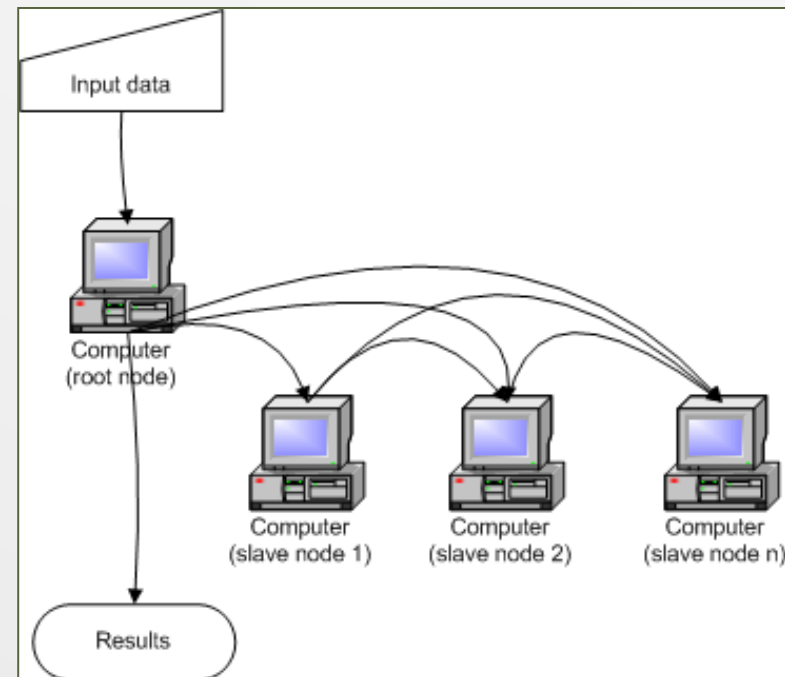 Input data
Computer
(root node)
Computer
(slave node 1)
Computer
(slave node 2)
Computer
(slave node n)
Results